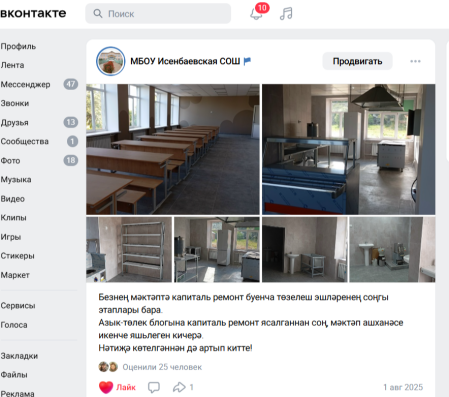 вконтакте
Поиск
10
Профиль
Лента
Мессенджер 47
Звонки
Друзья 13
Сообщества 1
Фото 18
Музыка
Видео
Клипы
Игры
Стикеры
Маркет
Сервисы
Голоса
Закладки
Файлы
Реклама
МБОУ Исенбаевская СОШ
Продвигать
Безнең мәктәптә капиталь ремонт буенча төзелеш эшләренең соңгы
этаплары бара.
Азык-төлек блогына капиталь ремонт ясалганнан соң, мәктәп ашханәсе
икенче яшьлеген кичерә.
Нәтиҗә көтелгәннән дә артып китте!
Оценили 25 человек
Лайк 1 1 авг 2025